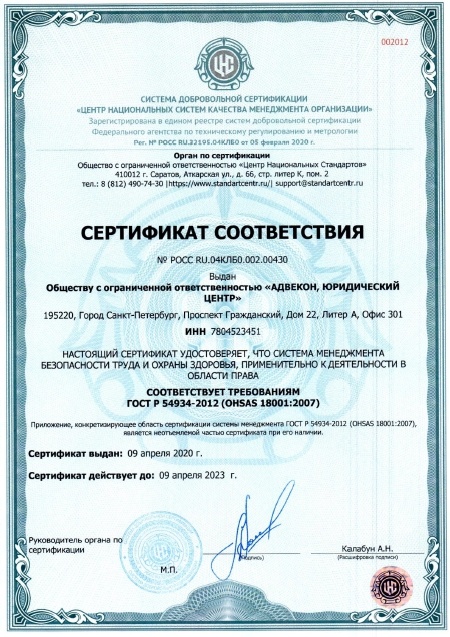 002012
ЦНС
СИСТЕМА ДОБРОВОЛЬНОЙ СЕРТИФИКАЦИИ
«ЦЕНТР НАЦИОНАЛЬНЫХ СИСТЕМ КАЧЕСТВА МЕНЕДЖМЕНТА ОРГАНИЗАЦИИ»
Зарегистрирована в едином реестре систем добровольной сертификации
Федерального агентства по техническому регулированию и метрологии
Рег. № РОСС RU.32195.04КЛБ0 от 05 февраля 2020 г.
Орган по сертификации
Общество с ограниченной ответственностью «Центр Национальных Стандартов»
410012 г. Саратов, Аткарская ул., д. 66, стр. литер К, пом. 2
тел.: 8 (812) 490-74-30 |https://www.standartcentr.ru/| support@standartcentr.ru
СЕРТИФИКАТ СООТВЕТСТВИЯ
№ РОСС RU.04КЛБ0.002.00430
Выдан
Обществу с ограниченной ответственностью «АДВЕКОН, ЮРИДИЧЕСКИЙ
ЦЕНТР»
195220, Город Санкт-Петербург, Проспект Гражданский, Дом 22, Литер А, Офис 301
ИНН 7804523451
НАСТОЯЩИЙ СЕРТИФИКАТ УДОСТОВЕРЯЕТ, ЧТО СИСТЕМА МЕНЕДЖМЕНТА
БЕЗОПАСНОСТИ ТРУДА И ОХРАНЫ ЗДОРОВЬЯ, ПРИМЕНИТЕЛЬНО К ДЕЯТЕЛЬНОСТИ В
ОБЛАСТИ ПРАВА
СООТВЕТСТВУЕТ ТРЕБОВАНИЯМ
ГОСТ Р 54934-2012 (OHSAS 18001:2007)
Приложение, конкретизирующее область сертификации системы менеджмента ГОСТ Р 54934-2012 (OHSAS 18001:2007),
является неотъемлемой частью сертификата при его наличии.
Сертификат выдан: 09 апреля 2020 г.
Сертификат действует до: 09 апреля 2023 г.
Руководитель органа по
сертификации
М.П.
(Подпись)
Калабун А.Н.
(Расшифровка подписи)
ЦНС